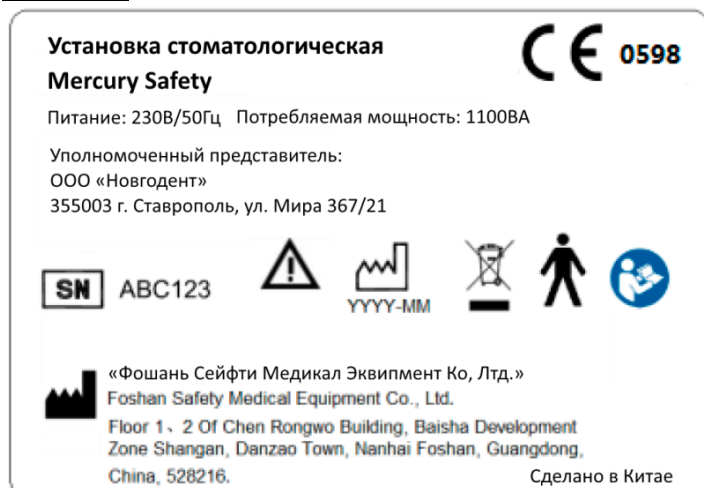 Установка стоматологическая
Mercury Safety
CE 0598
Питание: 230В/50Гц Потребляемая мощность: 1100ВА
Уполномоченный представитель:
ООО «Новгодент»
355003 г. Ставрополь, ул. Мира 367/21
SN ABC123
YYYY-MM
«Фошань Сейфти Медикал Эквипмент Ко, Лтд.»
Foshan Safety Medical Equipment Co., Ltd.
Floor 1、2 Of Chen Rongwo Building, Baisha Development
Zone Shangan, Danzao Town, Nanhai Foshan, Guangdong,
China, 528216.
Сделано в Китае